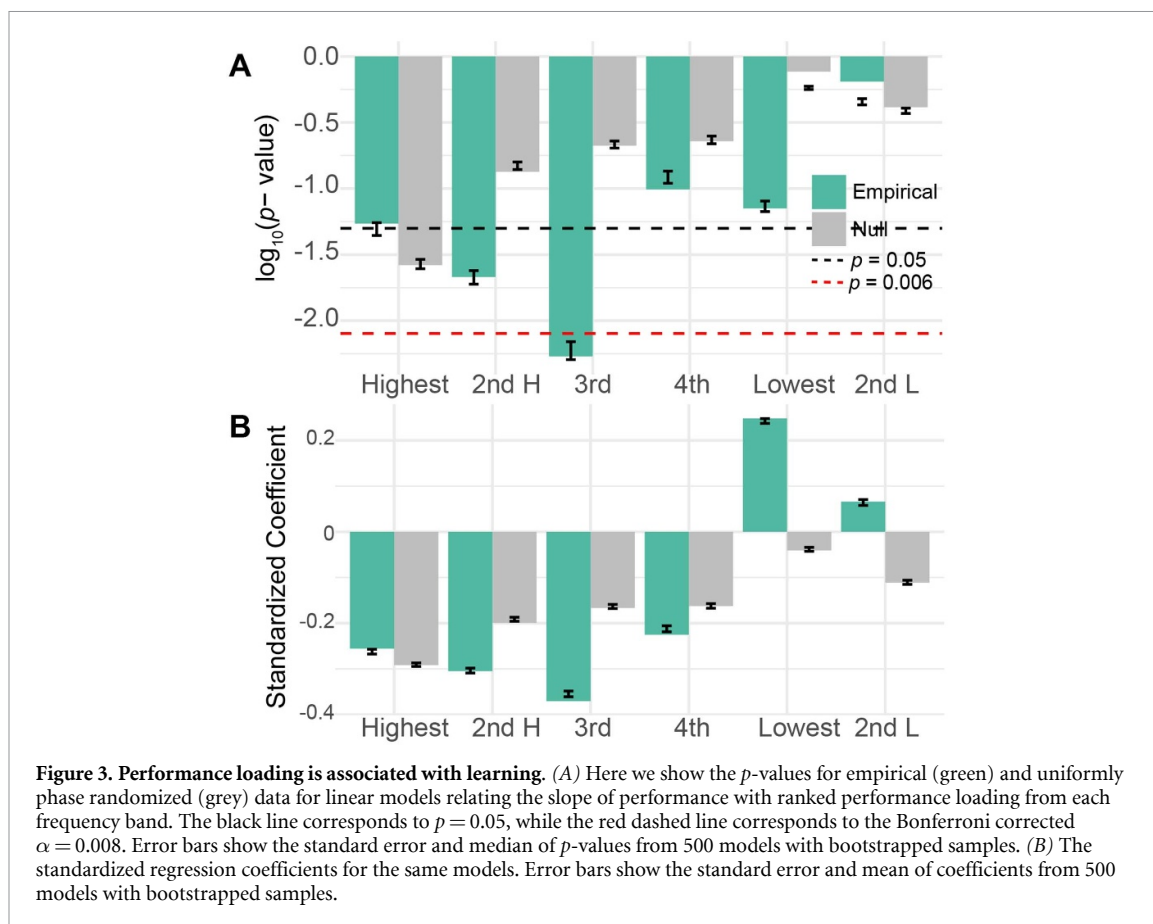 A
0.0
-0.5
-1.0
-1.5
-2.0
log10(p− value)
Empirical
Null
p = 0.05
p = 0.006
Highest 2nd H 3rd 4th Lowest 2nd L
B
0.2
0
-0.2
-0.4
Standardized Coefficient
Highest 2nd H 3rd 4th Lowest 2nd L
Figure 3. Performance loading is associated with learning. (A) Here we show the p-values for empirical (green) and uniformly
phase randomized (grey) data for linear models relating the slope of performance with ranked performance loading from each
frequency band. The black line corresponds to p = 0.05, while the red dashed line corresponds to the Bonferroni corrected
α = 0.008. Error bars show the standard error and median of p-values from 500 models with bootstrapped samples. (B) The
standardized regression coefficients for the same models. Error bars show the standard error and mean of coefficients from 500
models with bootstrapped samples.